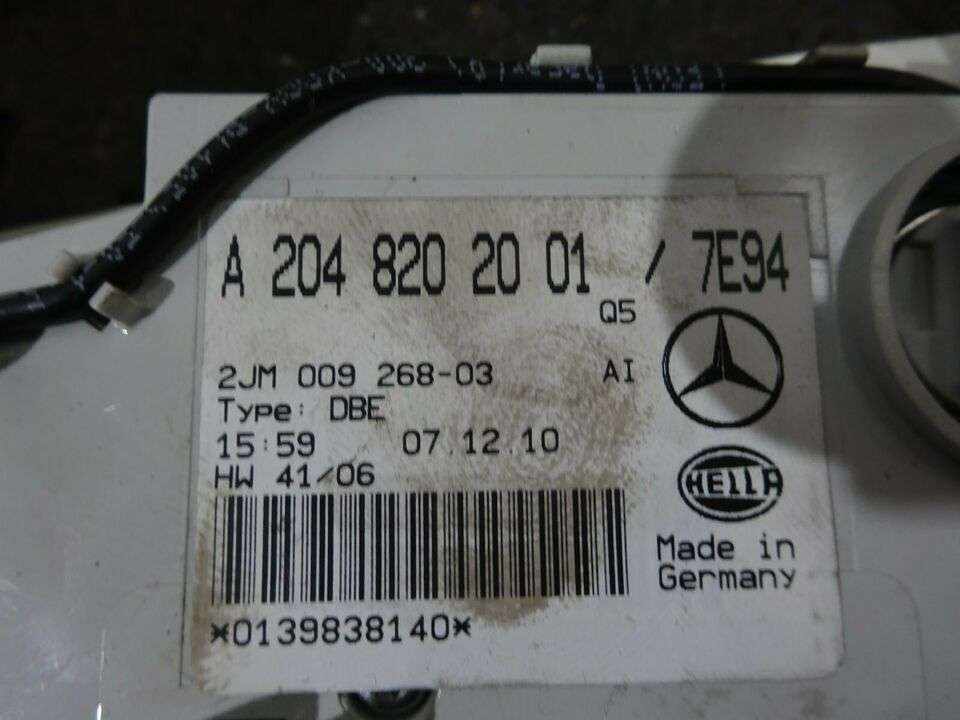 A 204 820 20 01 / 7E94
Q5
2JM 009 268-03 AI
Type: DBE
15:59 07.12.10
HW 41/06
HELLA
Made in
Germany
*0139838140*